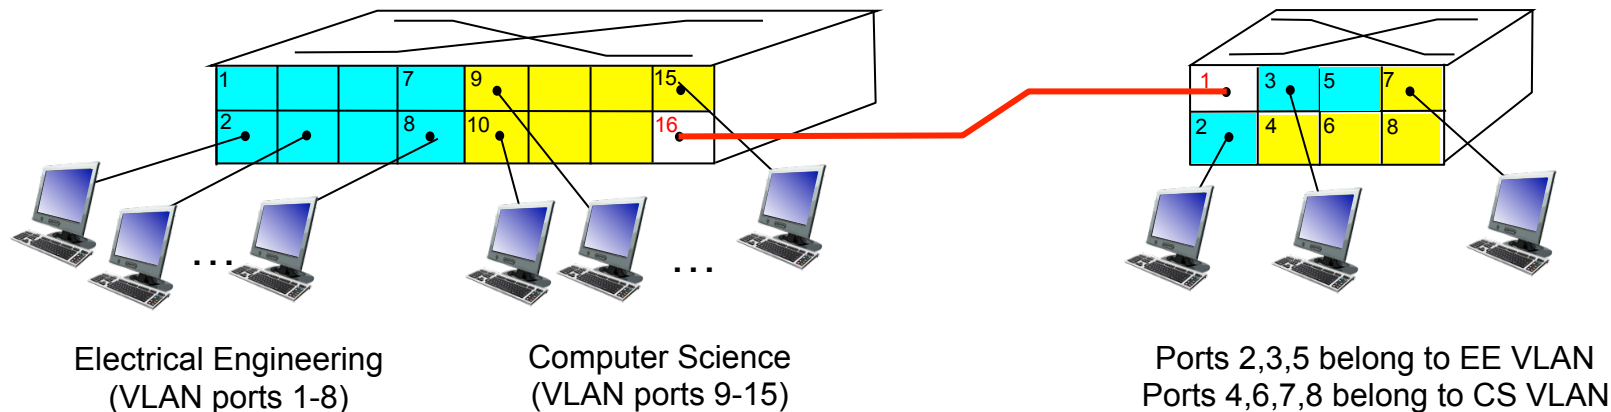 1 7 9 15
2 8 10 16
1 3 5 7
2 4 6 8
... ...
Electrical Engineering
(VLAN ports 1-8)
Computer Science
(VLAN ports 9-15)
Ports 2,3,5 belong to EE VLAN
Ports 4,6,7,8 belong to CS VLAN